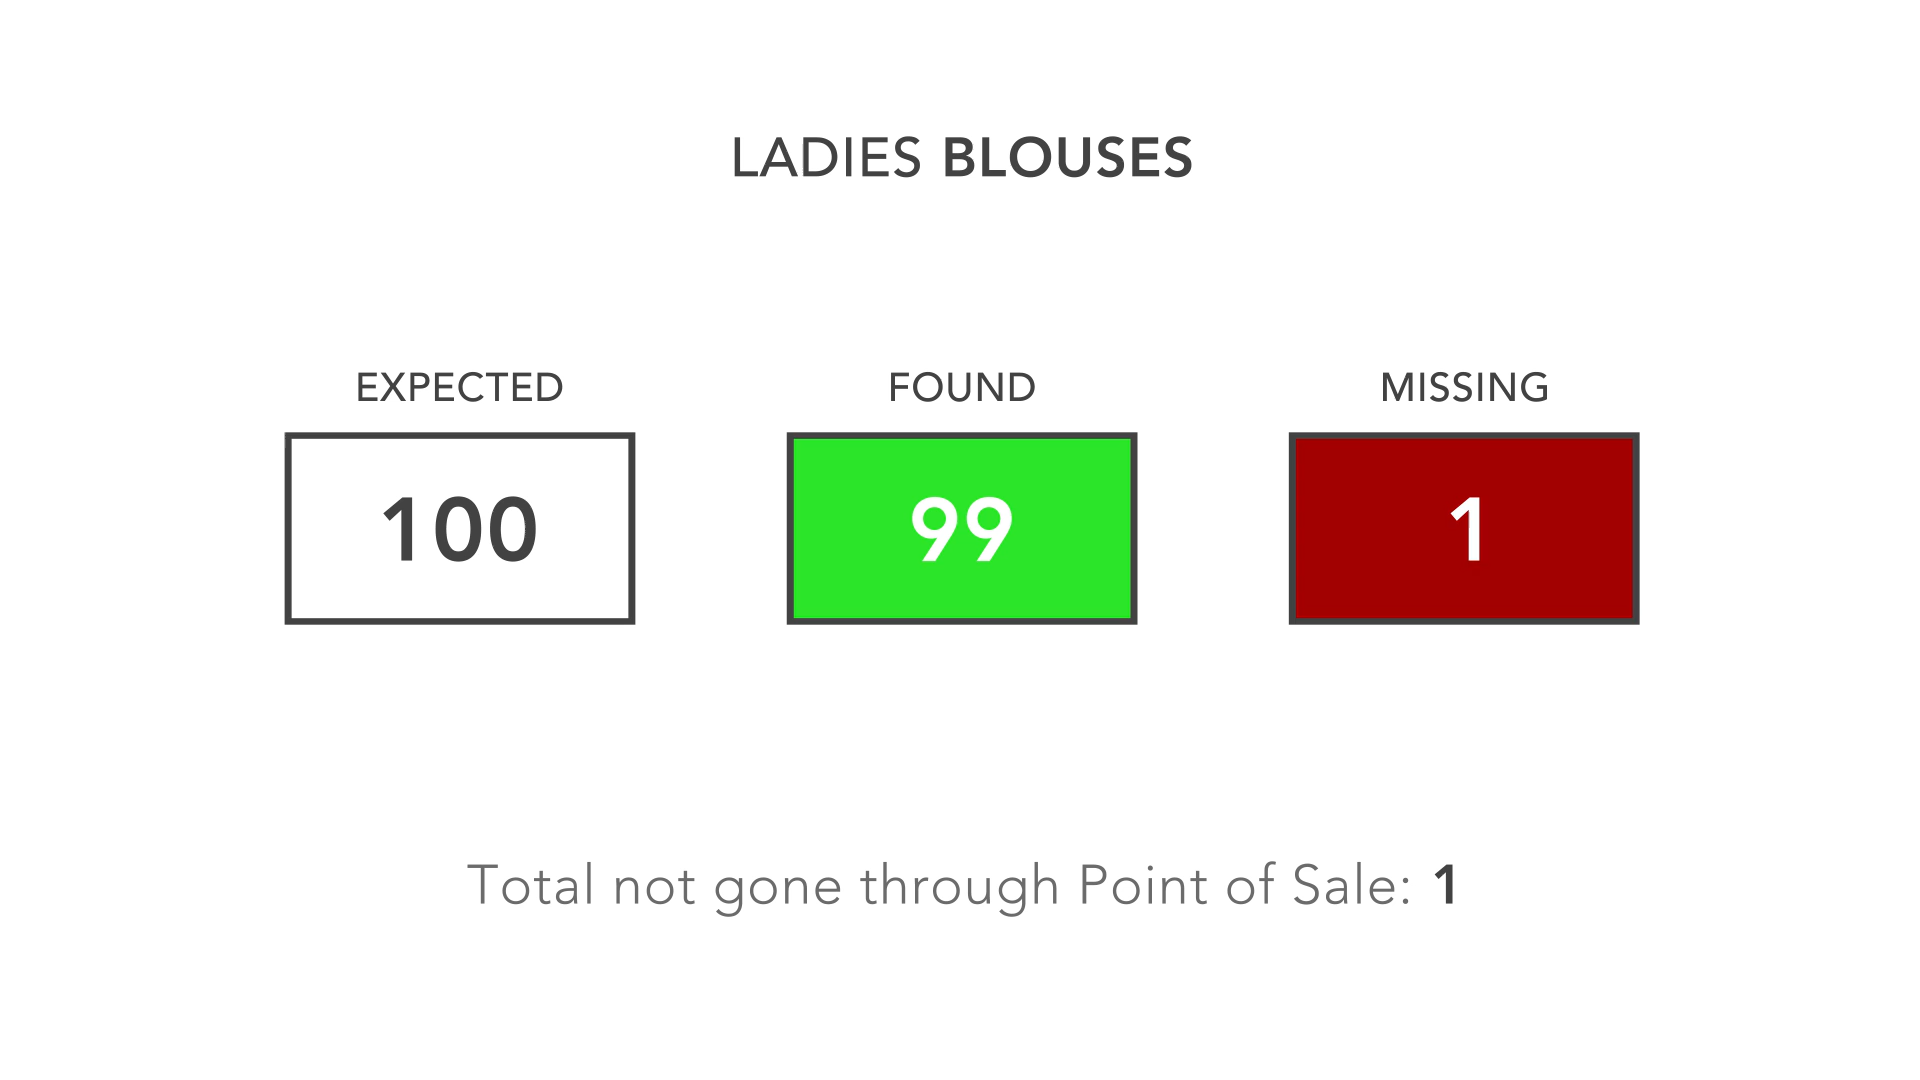 LADIES BLOUSES
EXPECTED
FOUND
MISSING
100
99
1
Total not gone through Point of Sale: 1